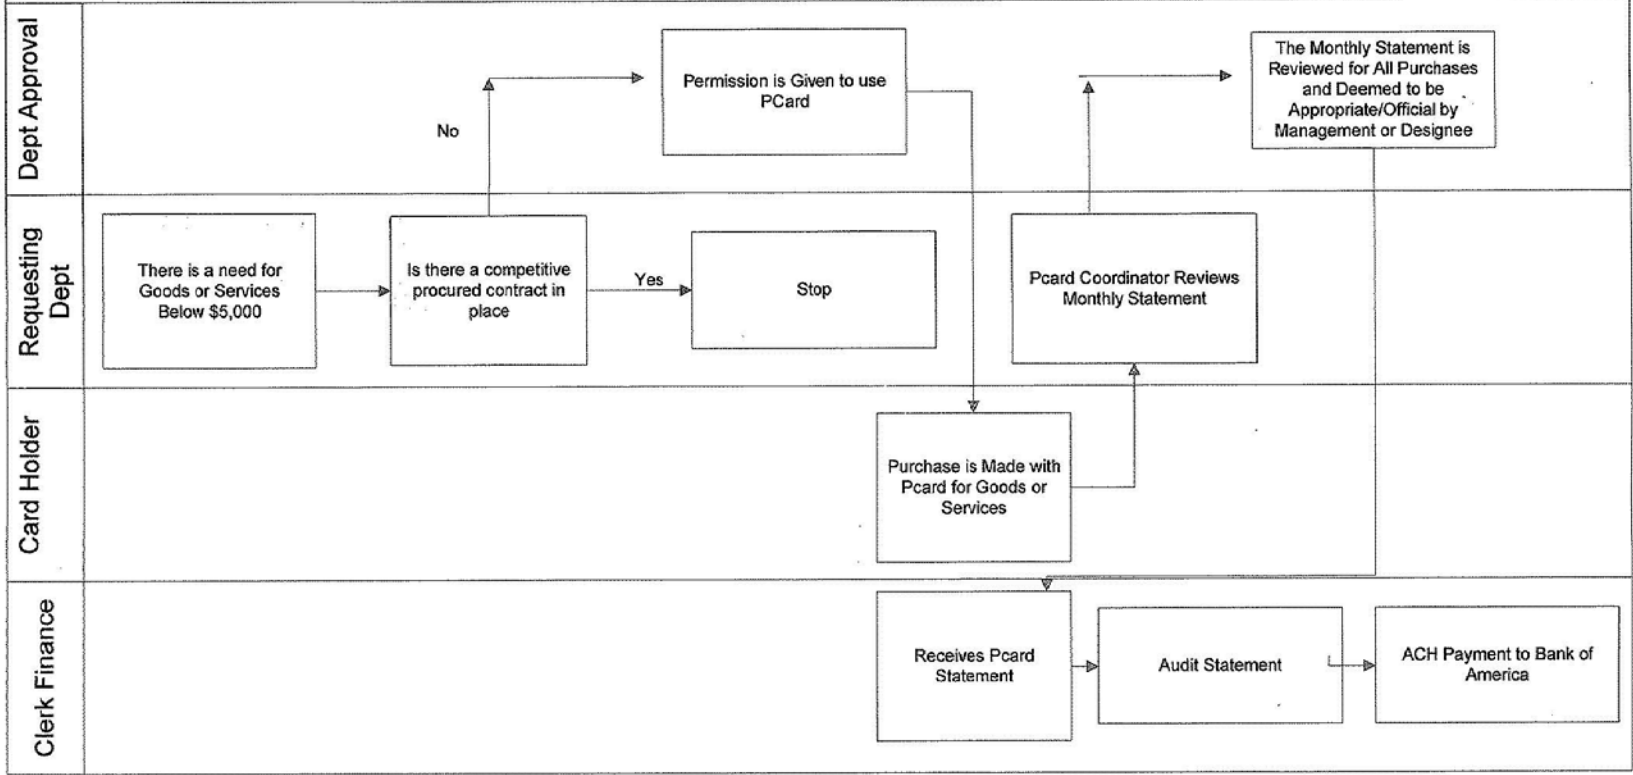 Dept Approval
No
Permission is Given to use
PCard
The Monthly Statement is
Reviewed for All Purchases
and Deemed to be
Appropriate/Official by
Management or Designee
Requesting
Dept
There is a need for
Goods or Services
Below $5,000
Is there a competitive
procured contract in
place
Yes
Stop
Pcard Coordinator Reviews
Monthly Statement
Card Holder
Purchase is Made with
Pcard for Goods or
Services
Clerk Finance
Receives Pcard
Statement
Audit Statement
ACH Payment to Bank of
America